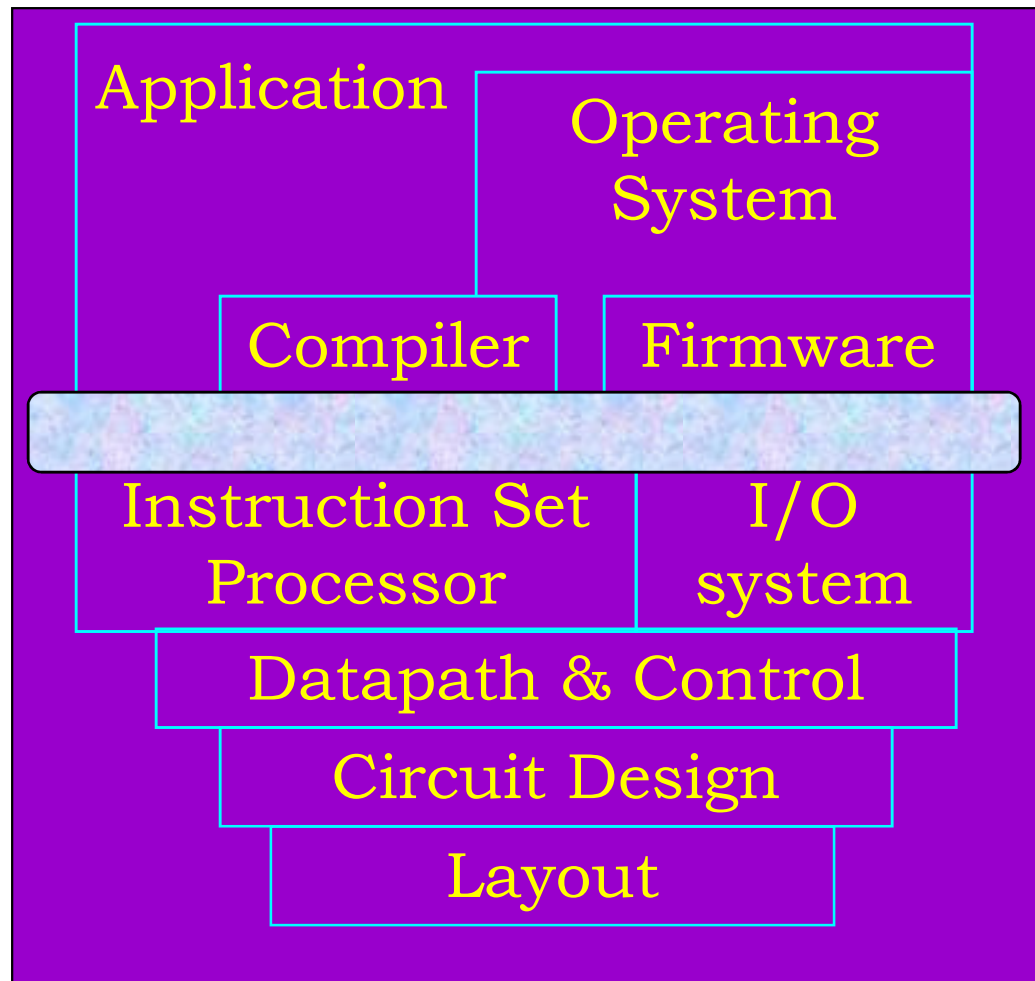 Application
Operating
System
Compiler
Firmware
Instruction Set
Processor
I/O
system
Datapath & Control
Circuit Design
Layout